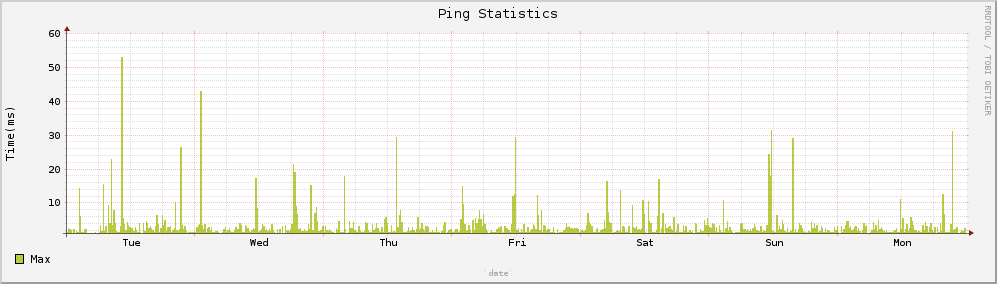 Ping Statistics
RRDTOOL / TOBI OETIKER
Time(ms)
60
50
40
30
20
10
Tue Wed Thu Fri Sat Sun Mon
Max
`date`